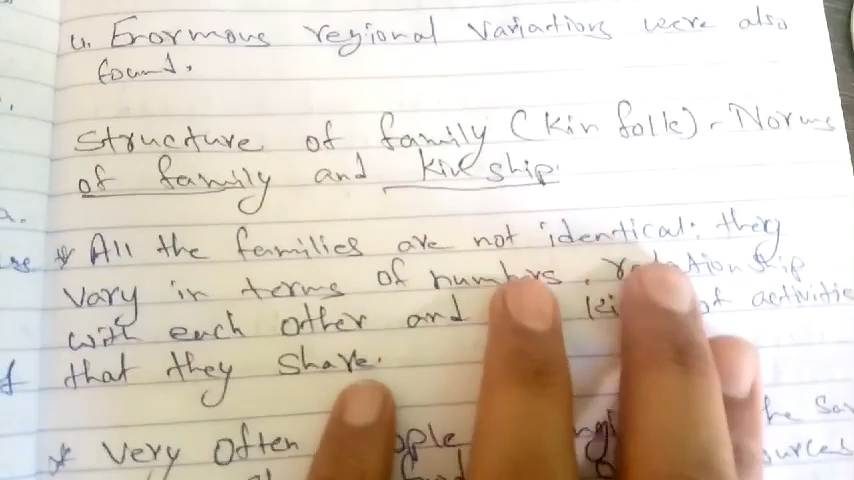 4. Enormous regional variations were also
found.
Structure of family (Kin folk) - Norms
of family and kinship.
* All the families are not identical: they
vary in terms of numbers, relationship
with each other and of activitie
that they share.
* Very Often